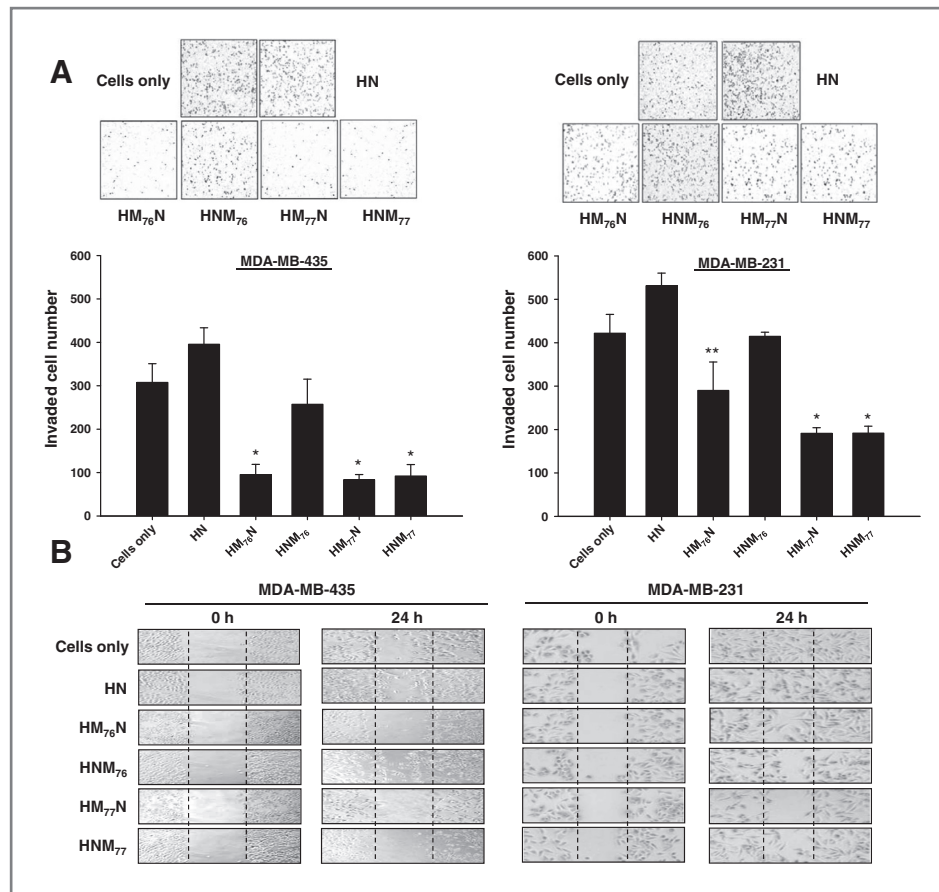 A
Cells only
HN
HM₇₆N HNM₇₆ HM₇₇N HNM₇₇
Cells only
HN
HM₇₆N HNM₇₆ HM₇₇N HNM₇₇
MDA-MB-435
Invaded cell number
600
500
400
300
200
100
0
*
*
*
Cells only HN HM₇₆N HNM₇₆ HM₇₇N HNM₇₇
MDA-MB-231
Invaded cell number
600
500
400
300
200
100
0
**
*
*
Cells only HN HM₇₆N HNM₇₆ HM₇₇N HNM₇₇
B
MDA-MB-435 MDA-MB-231
0 h 24 h 0 h 24 h
Cells only
HN
HM₇₆N
HNM₇₆
HM₇₇N
HNM₇₇